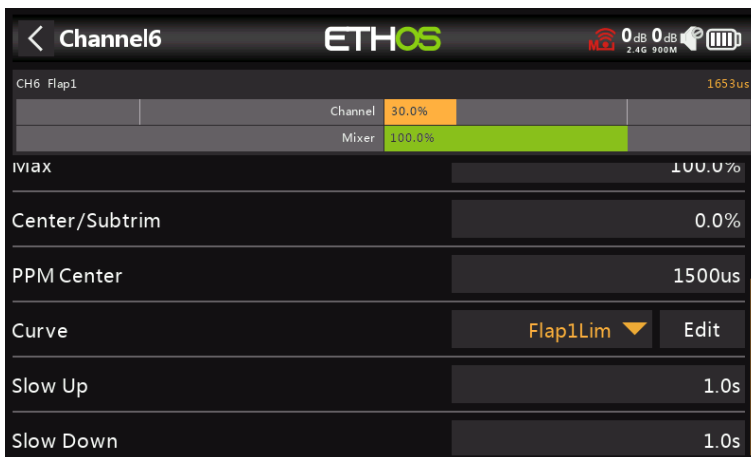 Channel6
ETHOS
M
0dB 0dB
2.4G 900M
CH6 Flap1
1653us
Channel 30.0%
Mixer 100.0%
Max 100.0%
Center/Subtrim 0.0%
PPM Center 1500us
Curve Flap1Lim Edit
Slow Up 1.0s
Slow Down 1.0s